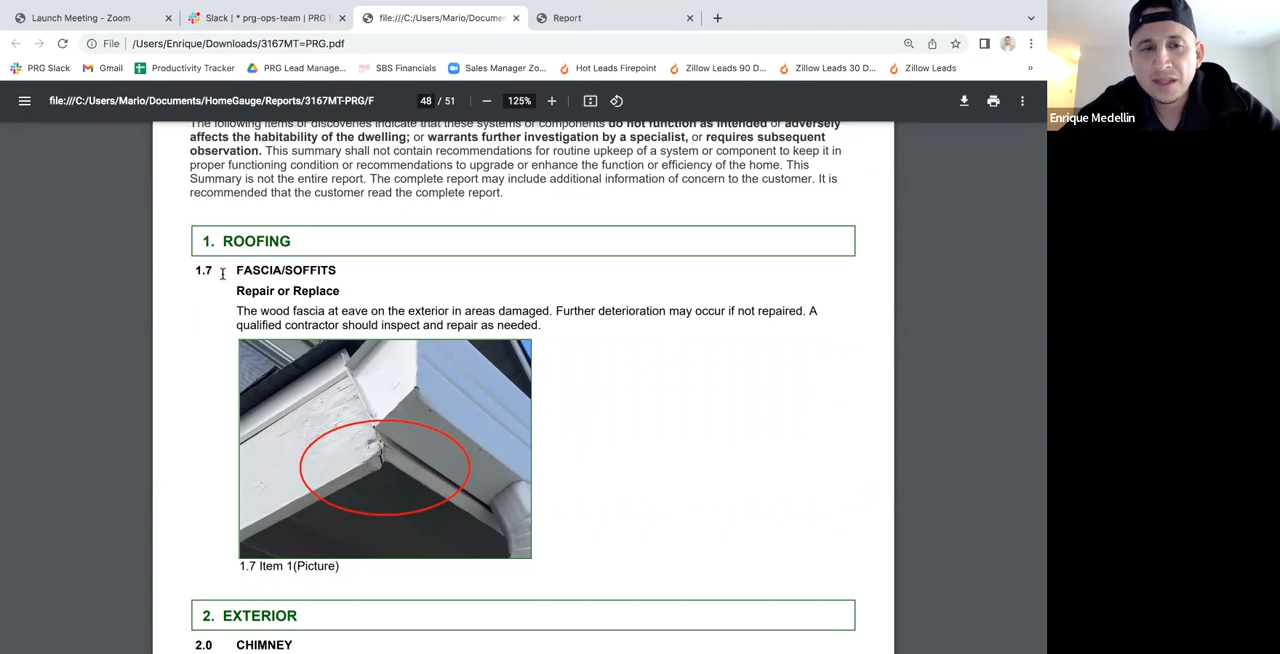 Launch Meeting - Zoom
Slack | * prg-ops-team | PRG
file:///C:/Users/Mario/Documen
Report
File
/Users/Enrique/Downloads/3167MT=PRG.pdf
PRG Slack
Gmail
Productivity Tracker
PRG Lead Manage...
SBS Financials
Sales Manager Zo...
Hot Leads Firepoint
Zillow Leads 90 D...
Zillow Leads 30 D...
Zillow Leads
»
file:///C:/Users/Mario/Documents/HomeGauge/Reports/3167MT-PRG/F
48 / 51
125%
Enrique Medellin
The following items or discoveries indicate that these systems or components do not function as intended or adversely
affects the habitability of the dwelling; or warrants further investigation by a specialist, or requires subsequent
observation. This summary shall not contain recommendations for routine upkeep of a system or component to keep it in
proper functioning condition or recommendations to upgrade or enhance the function or efficiency of the home. This
Summary is not the entire report. The complete report may include additional information of concern to the customer. It is
recommended that the customer read the complete report.
1. ROOFING
1.7 FASCIA/SOFFITS
Repair or Replace
The wood fascia at eave on the exterior in areas damaged. Further deterioration may occur if not repaired. A
qualified contractor should inspect and repair as needed.
1.7 Item 1(Picture)
2. EXTERIOR
2.0 CHIMNEY